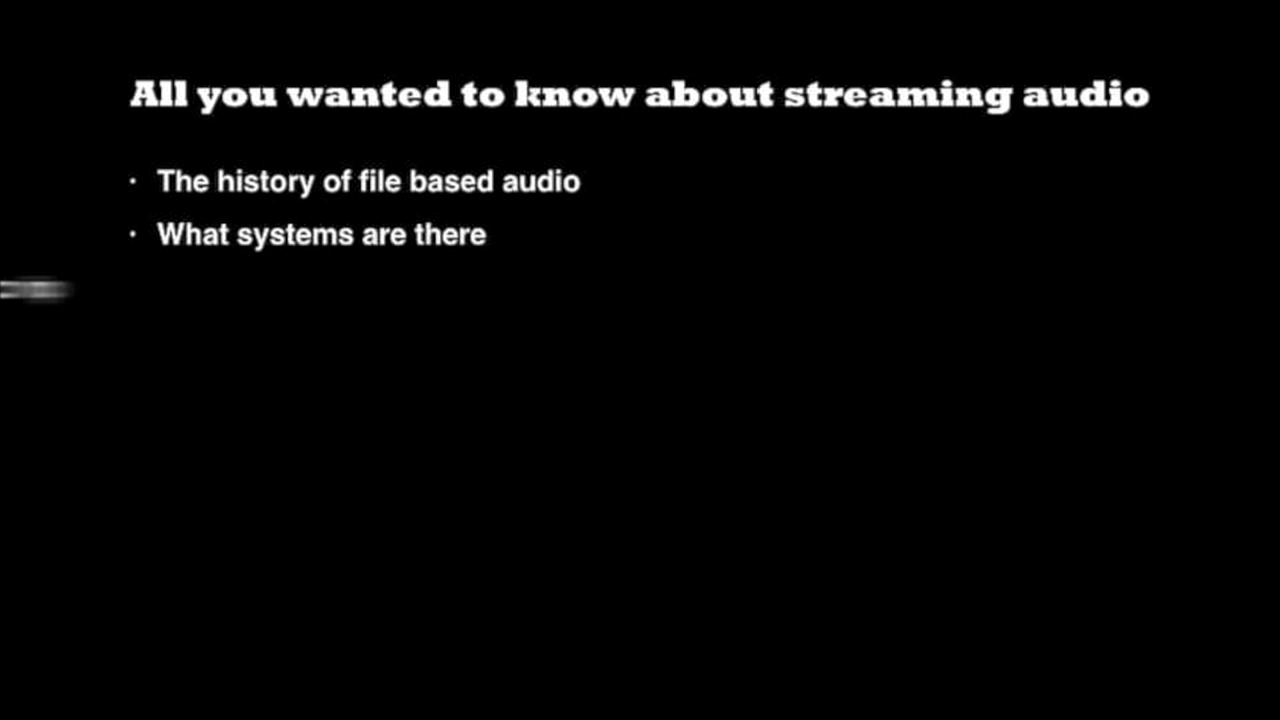 All you wanted to know about streaming audio
· The history of file based audio
· What systems are there